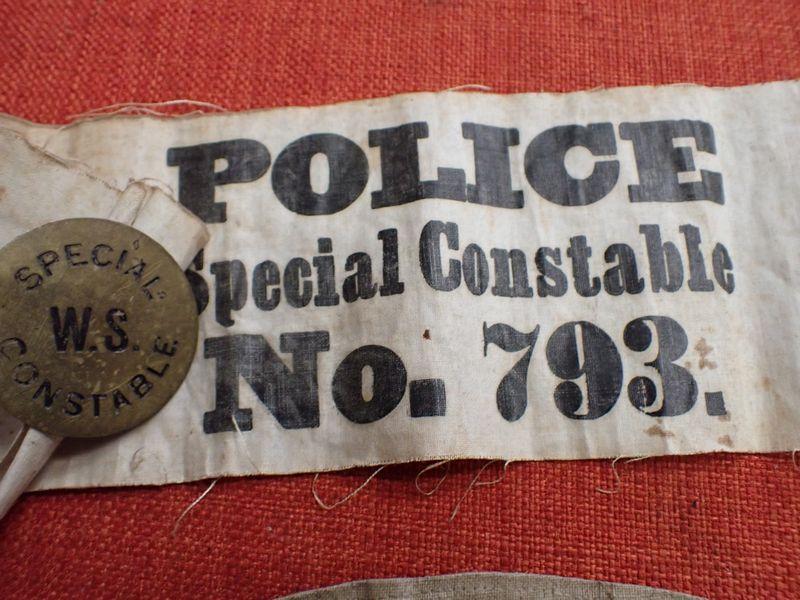 POLICE
Special Constable
No. 793.
SPECIAL
W.S.
CONSTABLE